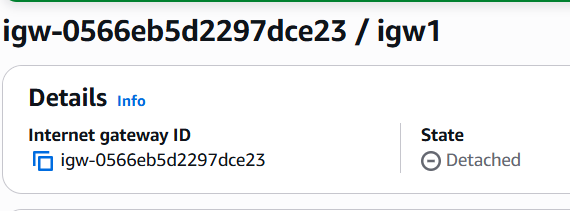 igw-0566eb5d2297dce23 / igw1
Details Info
Internet gateway ID
igw-0566eb5d2297dce23
State
Detached